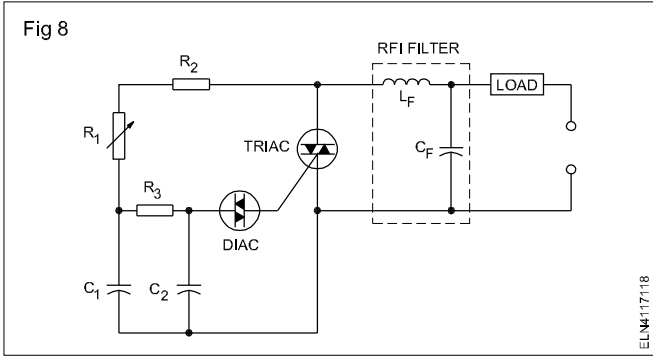 Fig 8
RFI FILTER
R2
LF
LOAD
R1
TRIAC
CF
R3
DIAC
C1
C2
ELN4117118